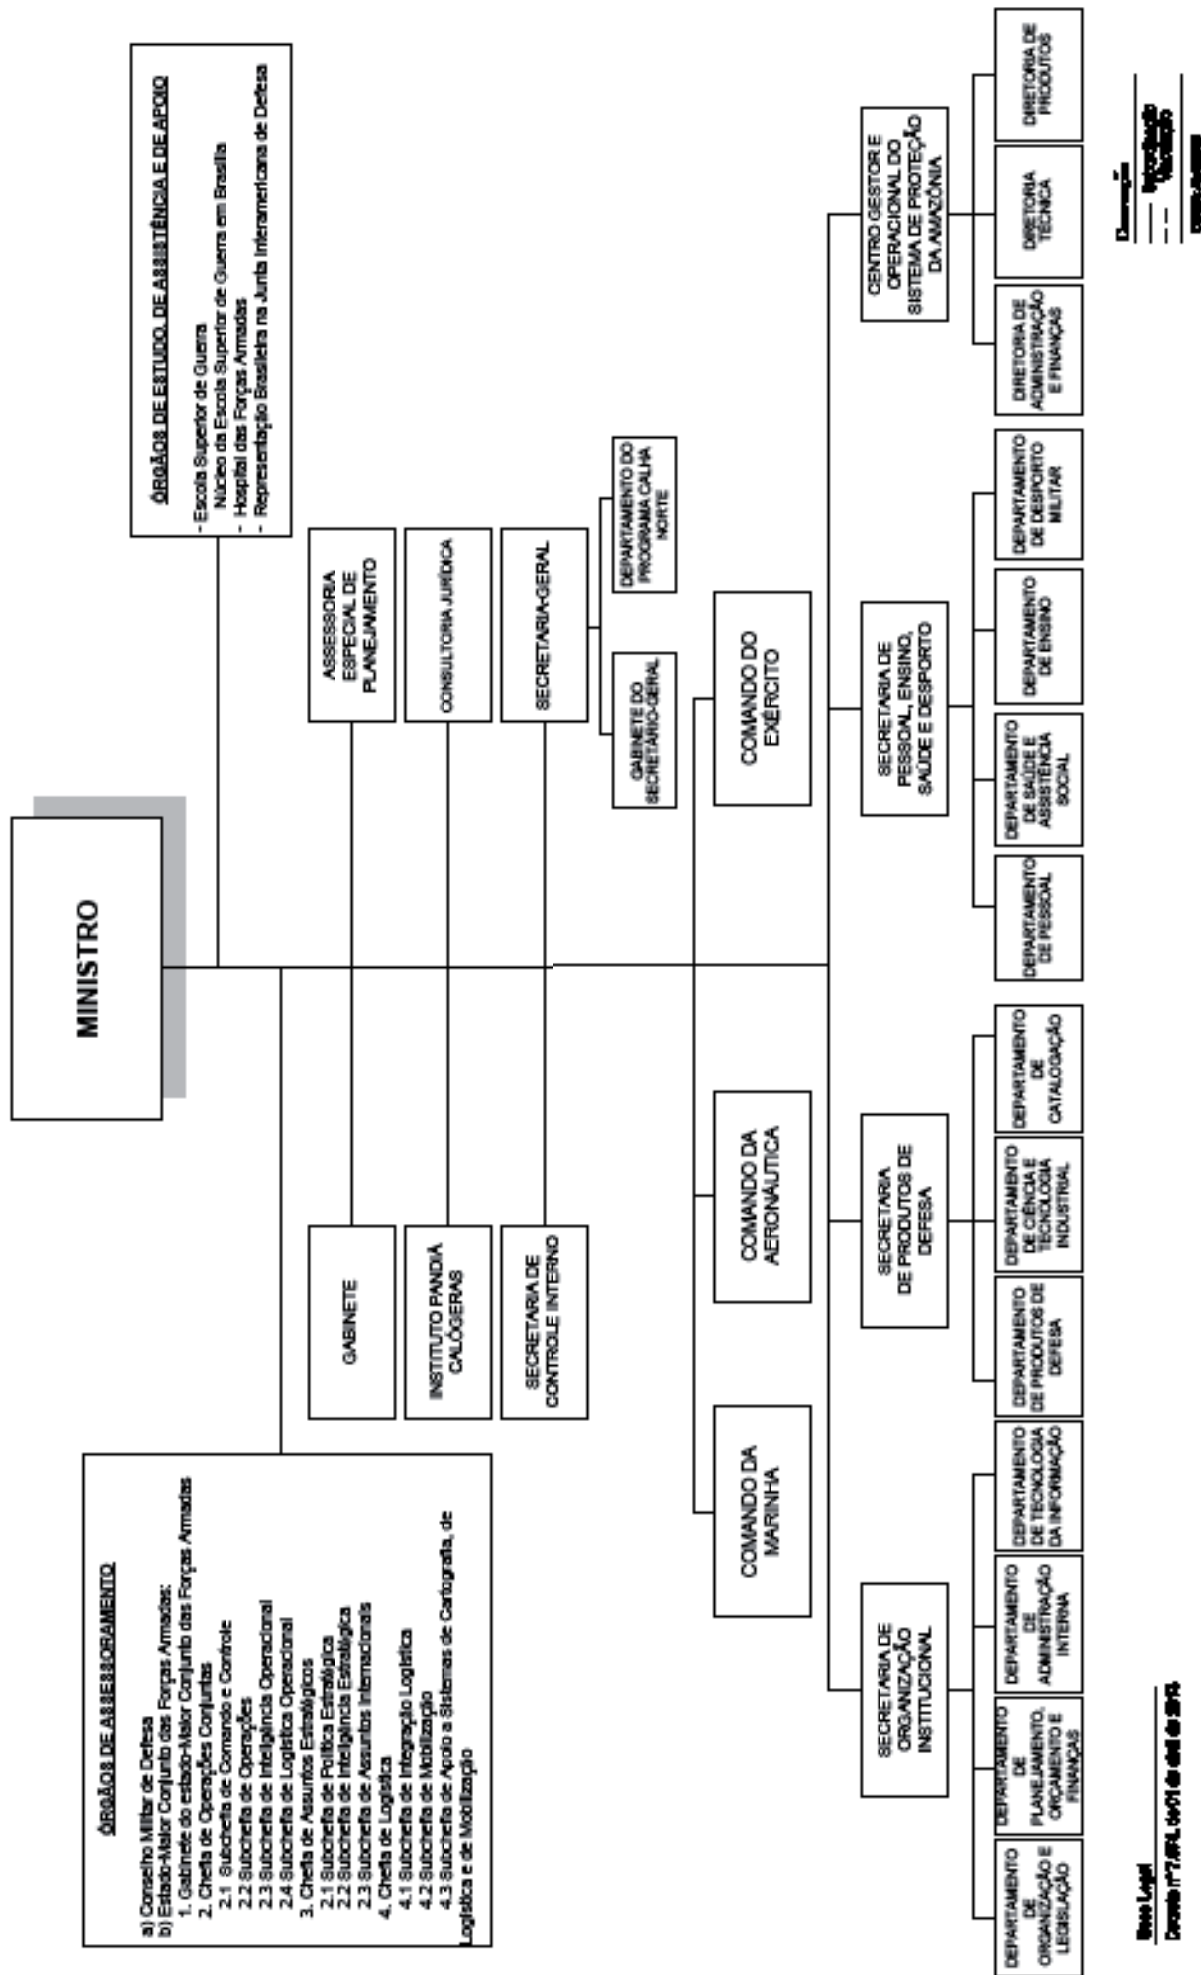 MINISTRO
ÓRGÃOS DE ASSESSORAMENTO
a) Conselho Militar de Defesa
b) Estado-Maior Conjunto das Forças Armadas:
1. Gabinete do estado-Maior Conjunto das Forças Armadas
2. Chefia de Operações Conjuntas
2.1 Subchefia de Comando e Controle
2.2 Subchefia de Operações
2.3 Subchefia de Inteligência Operacional
2.4 Subchefia de Logística Operacional
3. Chefia de Assuntos Estratégicos
2.1 Subchefia de Política Estratégica
2.2 Subchefia de Inteligência Estratégica
2.3 Subchefia de Assuntos Internacionais
4. Chefia de Logística
4.1 Subchefia de Integração Logística
4.2 Subchefia de Mobilização
4.3 Subchefia de Apoio a Sistemas de Cartografia, de
Logística e de Mobilização
ÓRGÃOS DE ESTUDO, DE ASSISTÊNCIA E DE APOIO
- Escola Superior de Guerra
Núcleo da Escola Superior de Guerra em Brasília
- Hospital das Forças Armadas
- Representação Brasileira na Junta Interamericana de Defesa
GABINETE
ASSESSORIA
ESPECIAL DE
PLANEJAMENTO
INSTITUTO PANDIÁ
CALÓGERAS
CONSULTORIA JURÍDICA
SECRETARIA DE
CONTROLE INTERNO
SECRETARIA-GERAL
GABINETE DO
SECRETÁRIO-GERAL
DEPARTAMENTO DO
PROGRAMA CALHA
NORTE
COMANDO DA
MARINHA
COMANDO DA
AERONÁUTICA
COMANDO DO
EXÉRCITO
SECRETARIA DE
ORGANIZAÇÃO
INSTITUCIONAL
SECRETARIA
DE PRODUTOS DE
DEFESA
SECRETARIA DE
PESSOAL, ENSINO,
SAÚDE E DESPORTO
CENTRO GESTOR E
OPERACIONAL DO
SISTEMA DE PROTEÇÃO
DA AMAZÔNIA
DEPARTAMENTO
DE
ORGANIZAÇÃO E
LEGISLAÇÃO
DEPARTAMENTO
DE
PLANEJAMENTO,
ORÇAMENTO E
FINANÇAS
DEPARTAMENTO
DE
ADMINISTRAÇÃO
INTERNA
DEPARTAMENTO
DE TECNOLOGIA
DA INFORMAÇÃO
DEPARTAMENTO
DE PRODUTOS DE
DEFESA
DEPARTAMENTO
DE CIÊNCIA E
TECNOLOGIA
INDUSTRIAL
DEPARTAMENTO
DE
CATALOGAÇÃO
DEPARTAMENTO
DE PESSOAL
DEPARTAMENTO
DE SAÚDE E
ASSISTÊNCIA
SOCIAL
DEPARTAMENTO
DE ENSINO
DEPARTAMENTO
DE DESPORTO
MILITAR
DIRETORIA DE
ADMINISTRAÇÃO
E FINANÇAS
DIRETORIA
TÉCNICA
DIRETORIA DE
PRODUTOS
Base Legal
Decreto nº de 01 de abril de